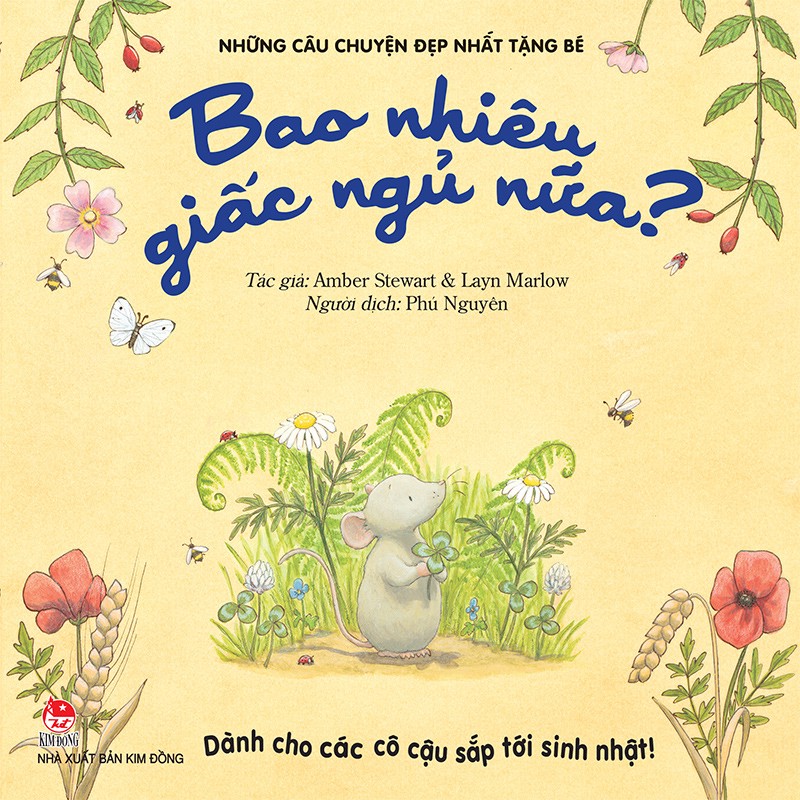 NHỮNG CÂU CHUYỆN ĐẸP NHẤT TẶNG BÉ
Bao nhiêu
giấc ngủ nữa?
Tác giả: Amber Stewart & Layn Marlow
Người dịch: Phú Nguyên
KIM ĐỒNG
NHÀ XUẤT BẢN KIM ĐỒNG
Dành cho các cô cậu sắp tới sinh nhật!